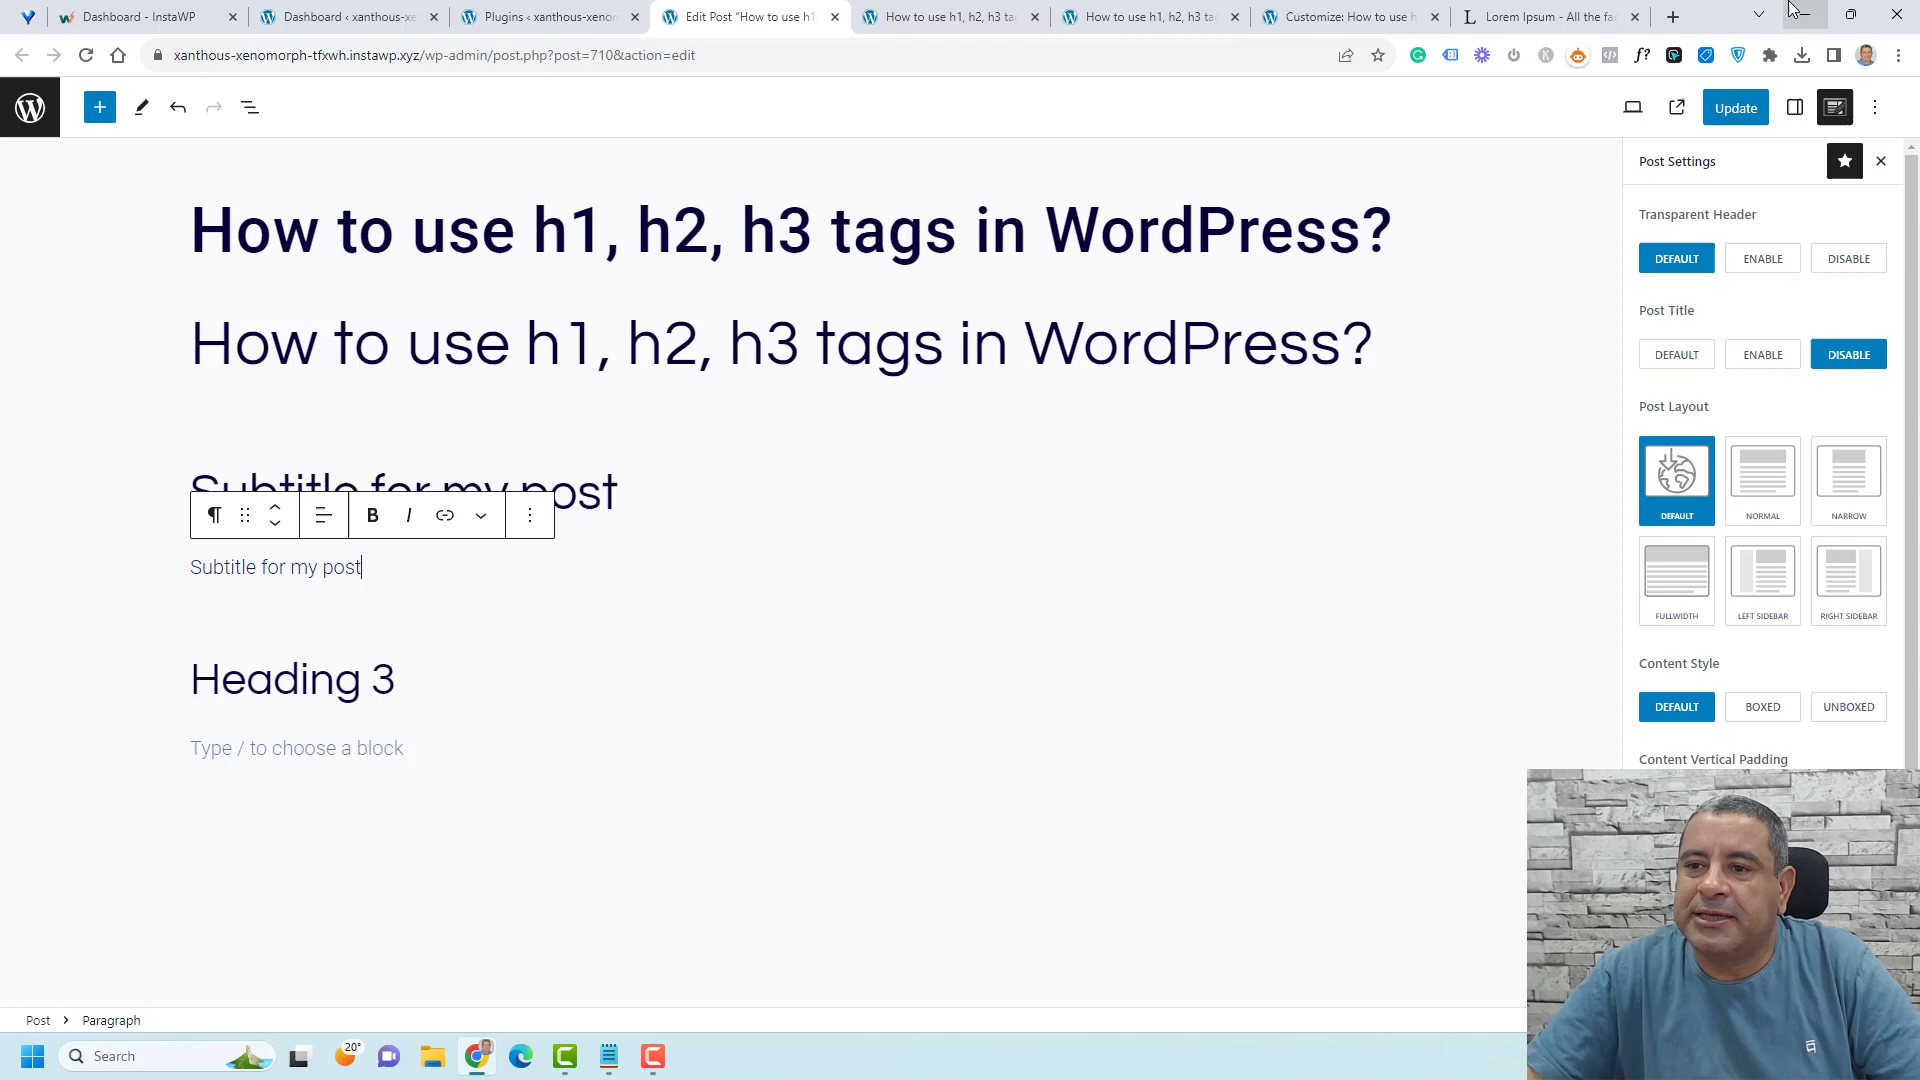 Dashboard - InstaWP
Dashboard ‹ xanthous-xe
Plugins ‹ xanthous-xenon
Edit Post “How to use h1
How to use h1, h2, h3 ta
How to use h1, h2, h3 ta
Customize: How to use h
Lorem Ipsum - All the fac
xanthous-xenomorph-tfxwh.instawp.xyz/wp-admin/post.php?post=710&action=edit
Update
Post Settings
How to use h1, h2, h3 tags in WordPress?
How to use h1, h2, h3 tags in WordPress?
Subtitle for my post
B I
Subtitle for my post
Heading 3
Type / to choose a block
Transparent Header
DEFAULT ENABLE DISABLE
Post Title
DEFAULT ENABLE DISABLE
Post Layout
DEFAULT NORMAL NARROW
FULLWIDTH LEFT SIDEBAR RIGHT SIDEBAR
Content Style
DEFAULT BOXED UNBOXED
Content Vertical Padding
Post Paragraph
Search
20°